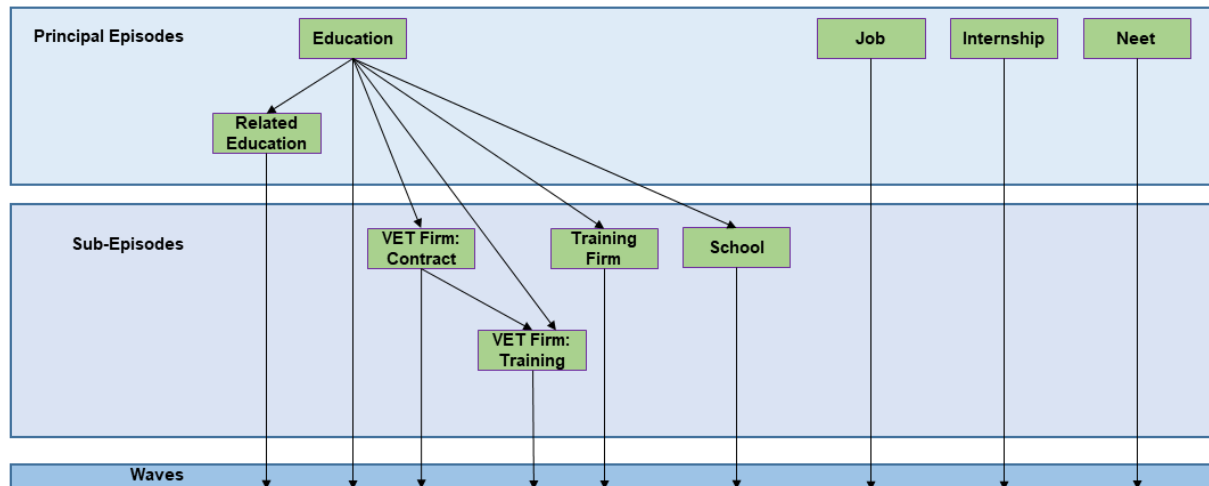 Principal Episodes
Education
Job
Internship
Neet
Related
Education
Sub-Episodes
VET Firm:
Contract
Training
Firm
School
VET Firm:
Training
Waves